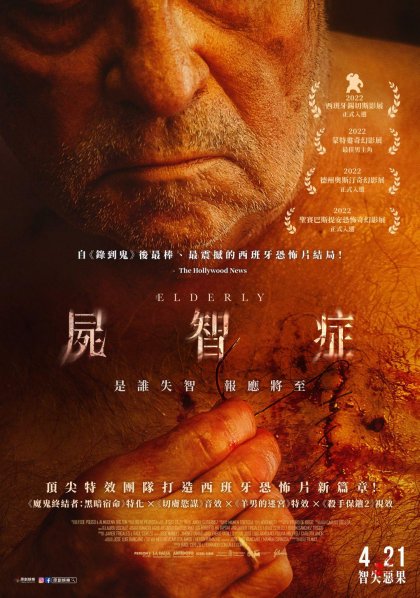 2022
西班牙錫切斯影展
正式入選
2022
蒙特婁奇幻影展
最佳男主角
2022
德州奧斯汀奇幻影展
正式入選
2022
聖賽巴斯提安恐怖奇幻影展
正式入選
自《錄到鬼》後最棒、最震撼的西班牙恐怖片結局！
- The Hollywood News
ELDERLY
屍智症
是誰失智 報應將至
頂尖特效團隊打造西班牙恐怖片新篇章!
《魔鬼終結者：黑暗宿命》特化 × 《切膚慾謀》音效 × 《羊男的迷宮》特效 × 《殺手保鑣2》視效
4 21
智失惡果